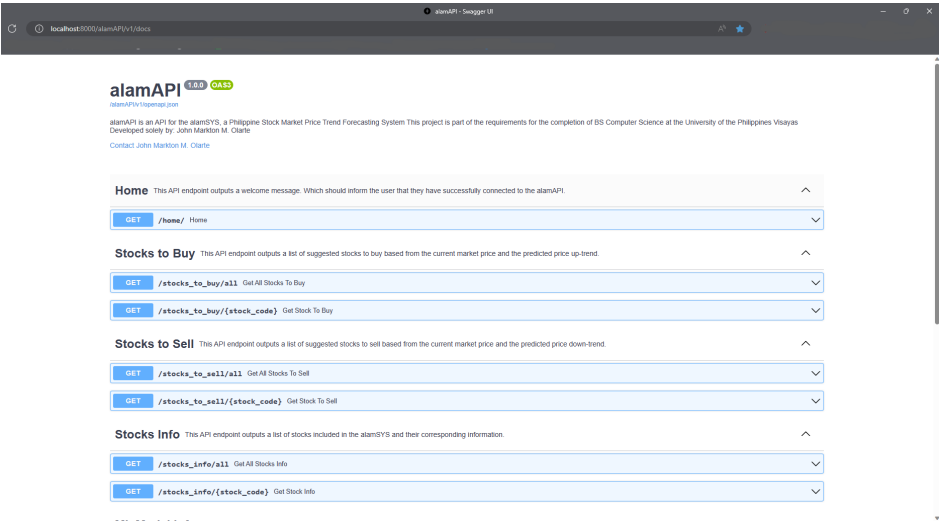 alamAPI - Swagger UI
localhost:8000/alamAPI/v1/docs
alamAPI 1.0.0 OAS3
/alamAPI/v1/openapi.json
alamAPI is an API for the alamSYS, a Philippine Stock Market Price Trend Forecasting System This project is part of the requirements for the completion of BS Computer Science at the University of the Philippines Visayas
Developed solely by: John Markton M. Olarte
Contact John Markton M. Olarte
Home This API endpoint outputs a welcome message. Which should inform the user that they have successfully connected to the alamAPI.
GET /home/ Home
Stocks to Buy This API endpoint outputs a list of suggested stocks to buy based from the current market price and the predicted price up-trend.
GET /stocks_to_buy/all Get All Stocks To Buy
GET /stocks_to_buy/{stock_code} Get Stock To Buy
Stocks to Sell This API endpoint outputs a list of suggested stocks to sell based from the current market price and the predicted price down-trend.
GET /stocks_to_sell/all Get All Stocks To Sell
GET /stocks_to_sell/{stock_code} Get Stock To Sell
Stocks Info This API endpoint outputs a list of stocks included in the alamSYS and their corresponding information.
GET /stocks_info/all Get All Stocks Info
GET /stocks_info/{stock_code} Get Stock Info